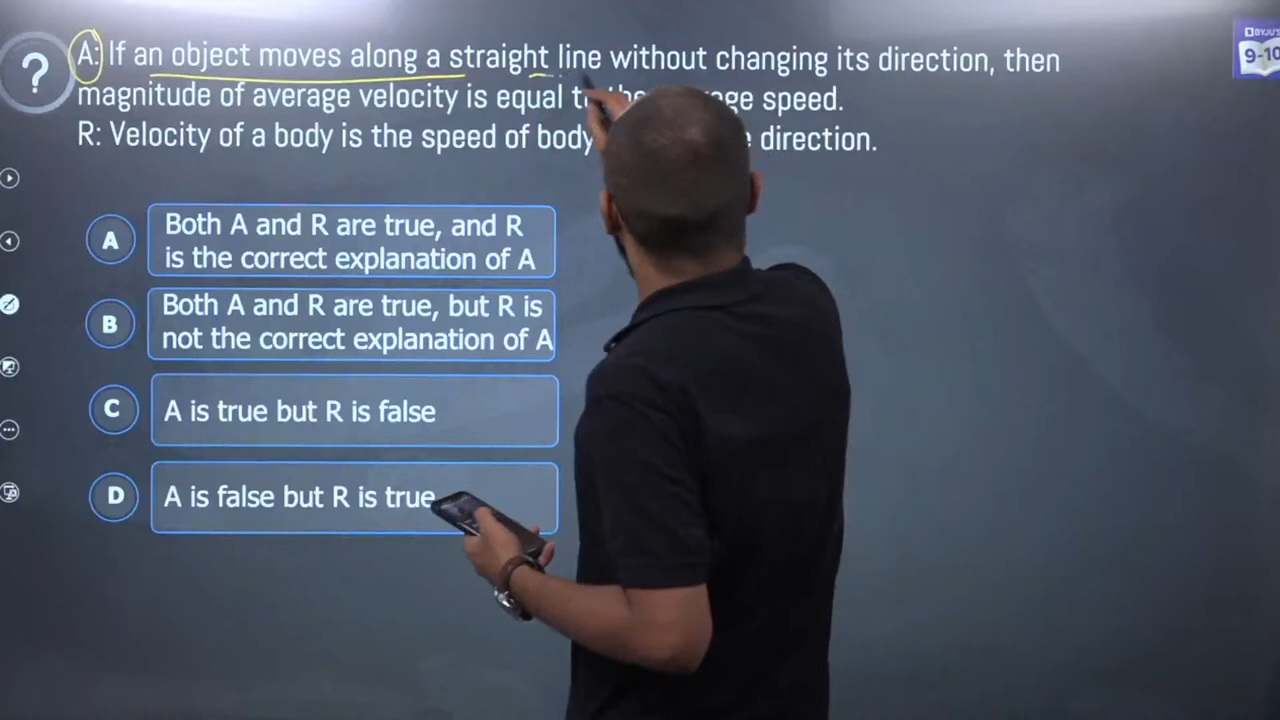 ?
A: If an object moves along a straight line without changing its direction, then
magnitude of average velocity is equal age speed.
R: Velocity of a body is the speed of body direction.
A
Both A and R are true, and R
is the correct explanation of A
B
Both A and R are true, but R is
not the correct explanation of A
C
A is true but R is false
D
A is false but R is true
BYJU'S
9-10